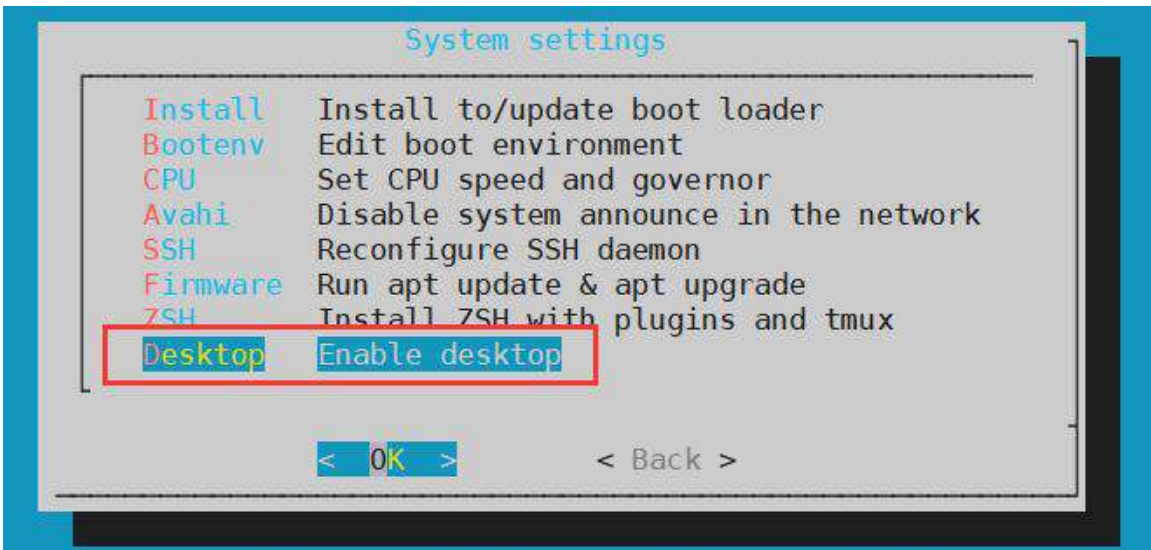 System settings
Install Install to/update boot loader
Bootenv Edit boot environment
CPU Set CPU speed and governor
Avahi Disable system announce in the network
SSH Reconfigure SSH daemon
Firmware Run apt update & apt upgrade
ZSH Install ZSH with plugins and tmux
Desktop Enable desktop
< OK > < Back >